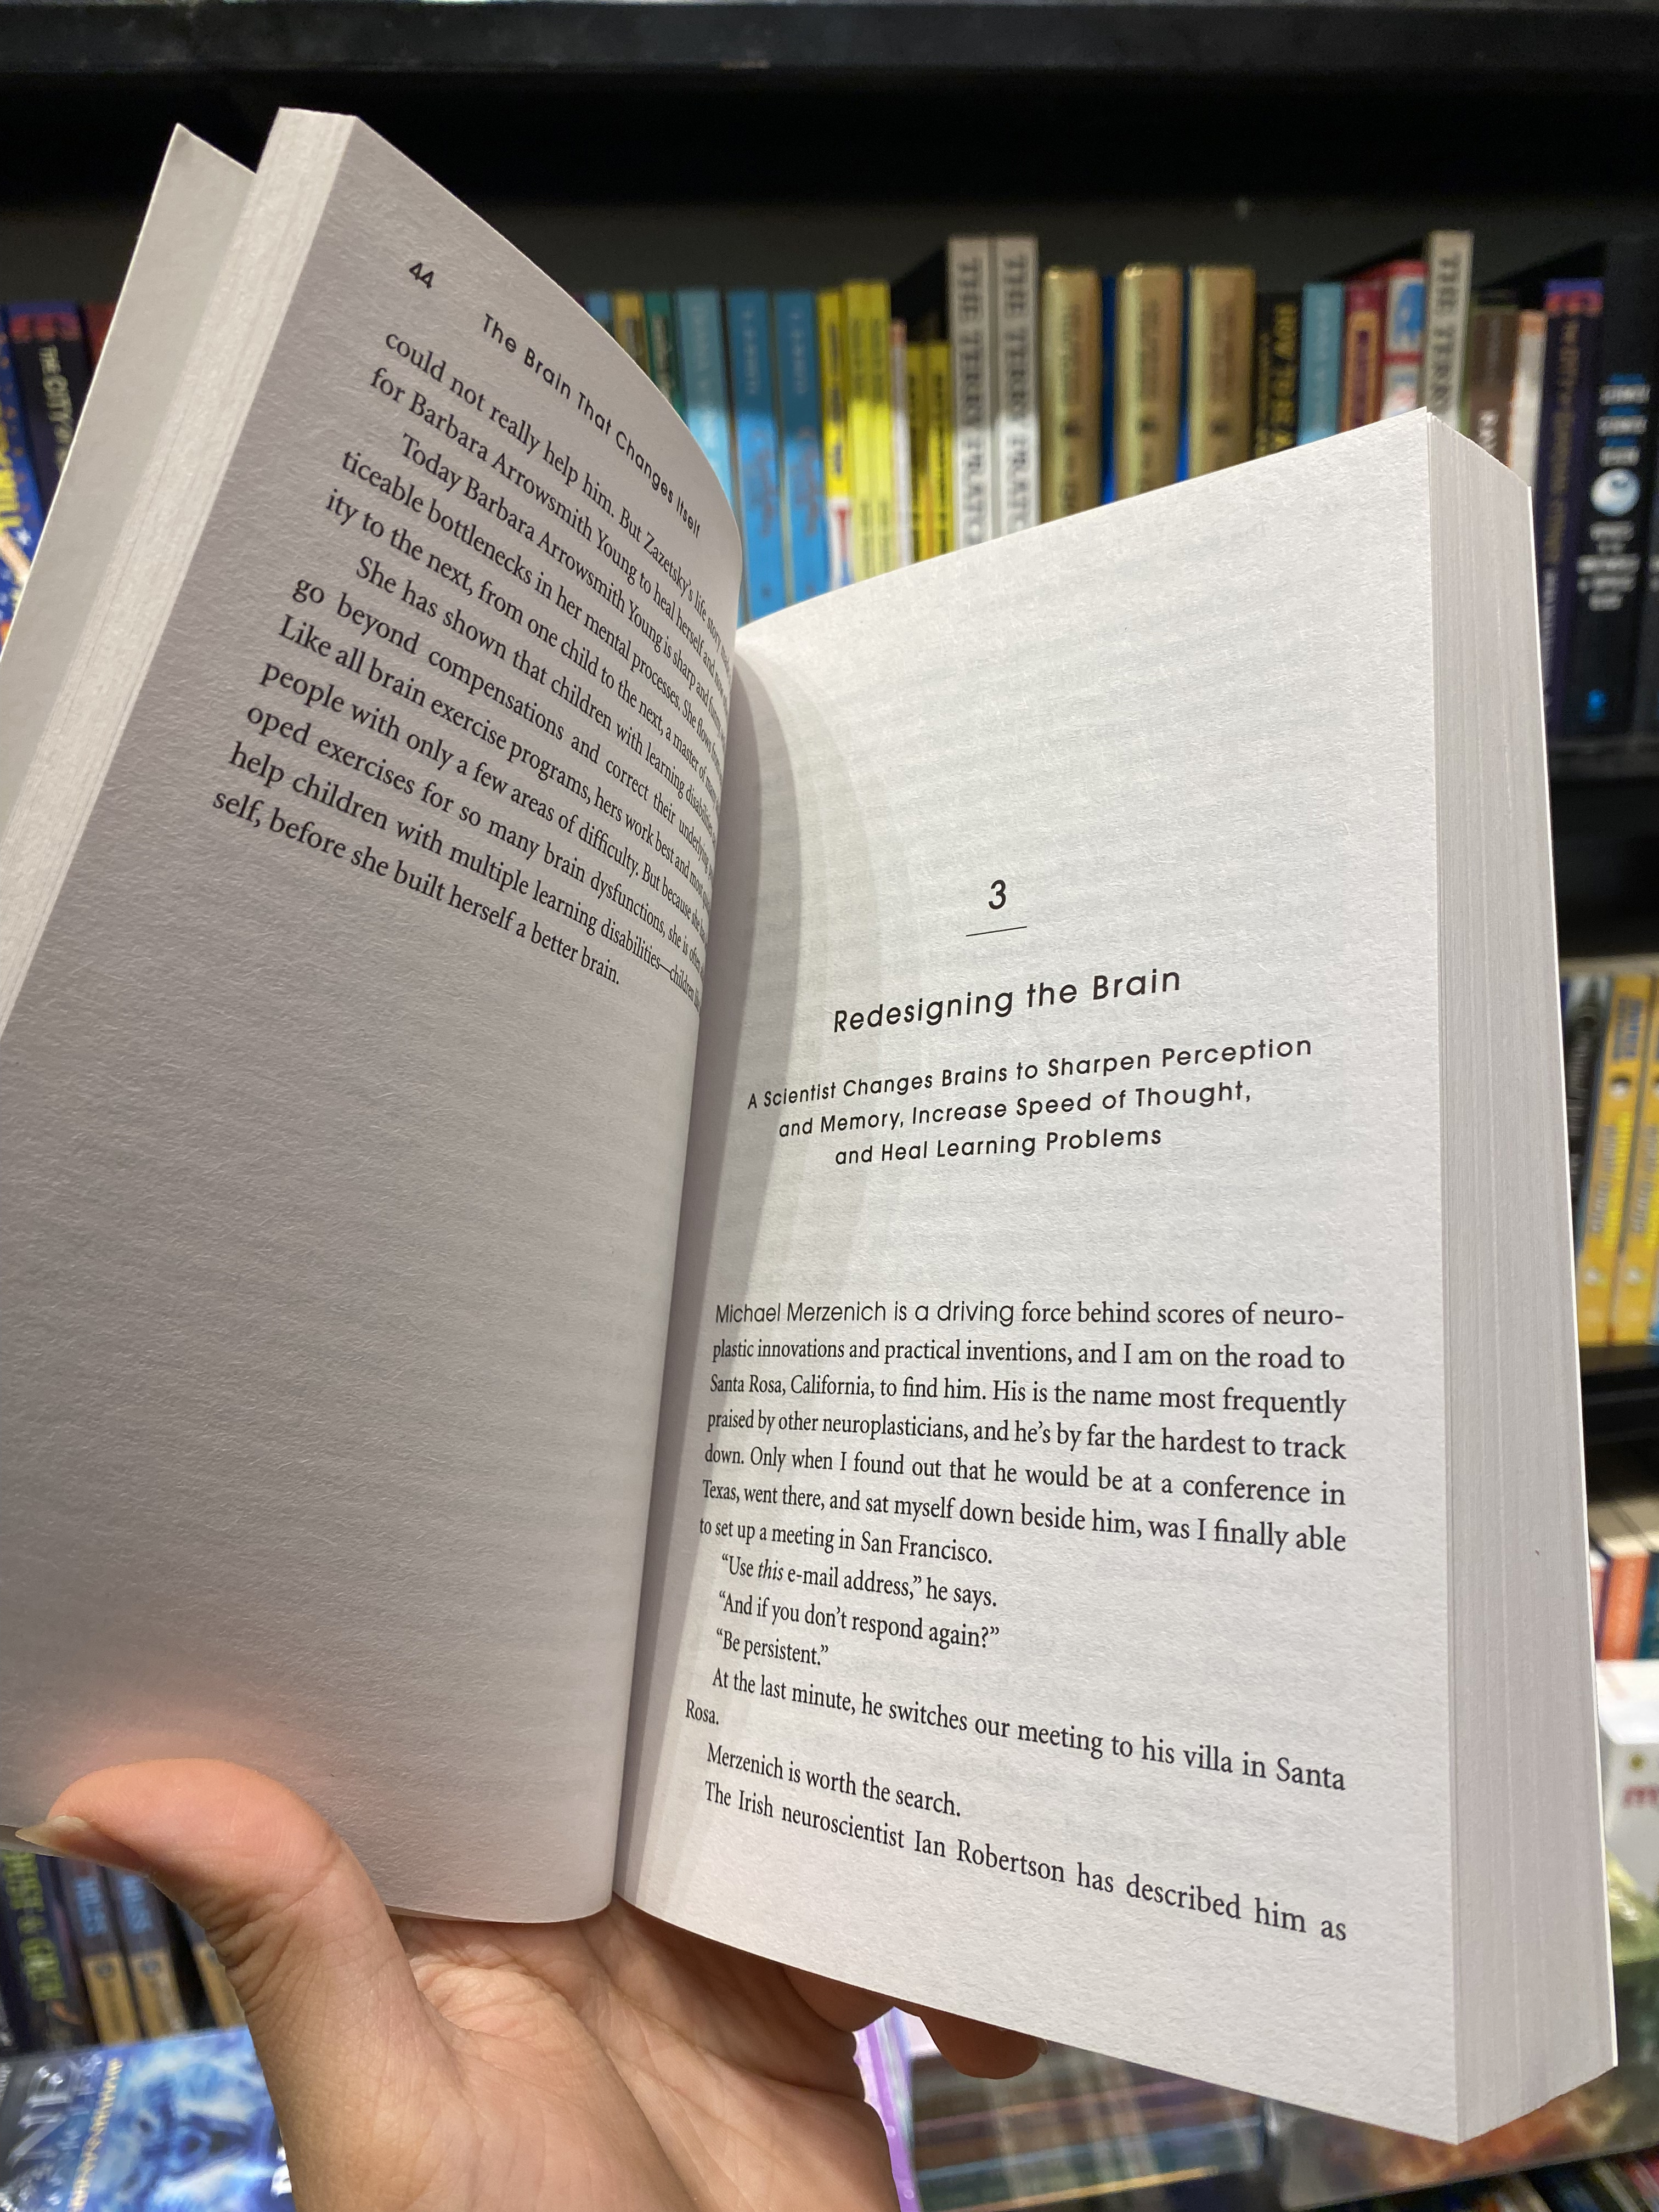 44
The Brain That Changes Itself
could not really help him. But Zazetsky's life story
for Barbara Arrowsmith Young to heal herself and now
Today Barbara Arrowsmith Young is sharp and funny,
ticeable bottlenecks in her mental processes. She flows
ity to the next, from one child to the next, a master of many
She has shown that children with learning disabilities
go beyond compensations and correct their underlying
Like all brain exercise programs, hers work best and most
people with only a few areas of difficulty. But because she has
oped exercises for so many brain dysfunctions, she is often
help children with multiple learning disabilities—children
self, before she built herself a better brain.
3
Redesigning the Brain
A Scientist Changes Brains to Sharpen Perception
and Memory, Increase Speed of Thought,
and Heal Learning Problems
Michael Merzenich is a driving force behind scores of neuro-
plastic innovations and practical inventions, and I am on the road to
Santa Rosa, California, to find him. His is the name most frequently
praised by other neuroplasticians, and he's by far the hardest to track
down. Only when I found out that he would be at a conference in
Texas, went there, and sat myself down beside him, was I finally able
to set up a meeting in San Francisco.
"Use this e-mail address," he says.
"And if you don't respond again?"
"Be persistent."
At the last minute, he switches our meeting to his villa in Santa
Rosa.
Merzenich is worth the search.
The Irish neuroscientist Ian Robertson has described him as
THE TERRY
THE TERRY
THE TERRY